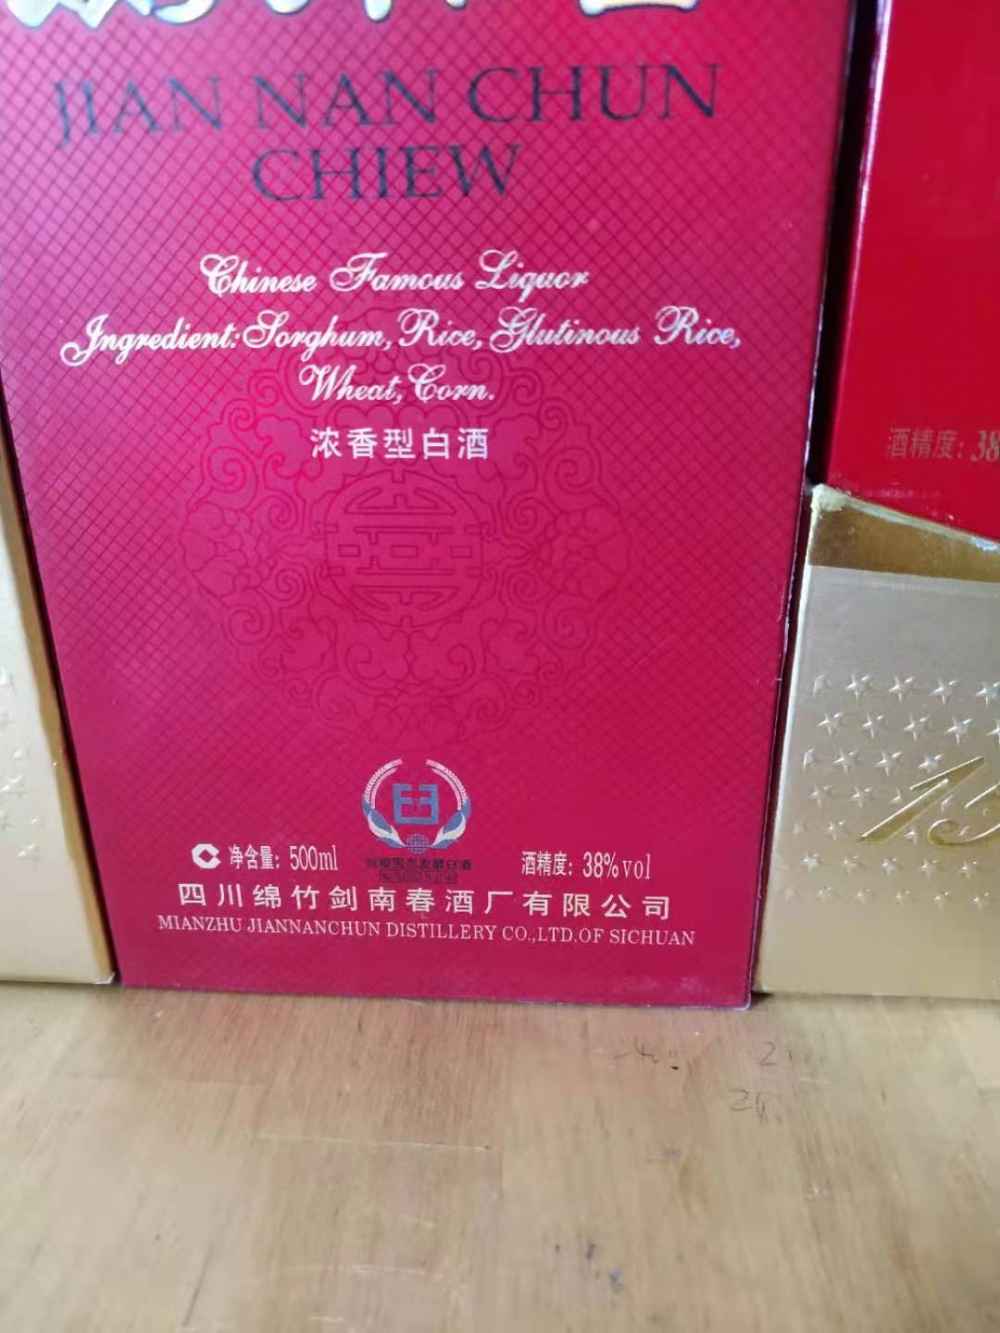 JIAN NAN CHUN
CHIEW
Chinese Famous Liquor
Ingredient:Sorghum,Rice,Glutinous Rice,
Wheat,Corn.
浓香型白酒
净含量：500ml
酒精度：38%vol
四川绵竹剑南春酒厂有限公司
MIANZHU JIANNANCHUN DISTILLERY CO.,LTD.OF SICHUAN
酒精度：38
15